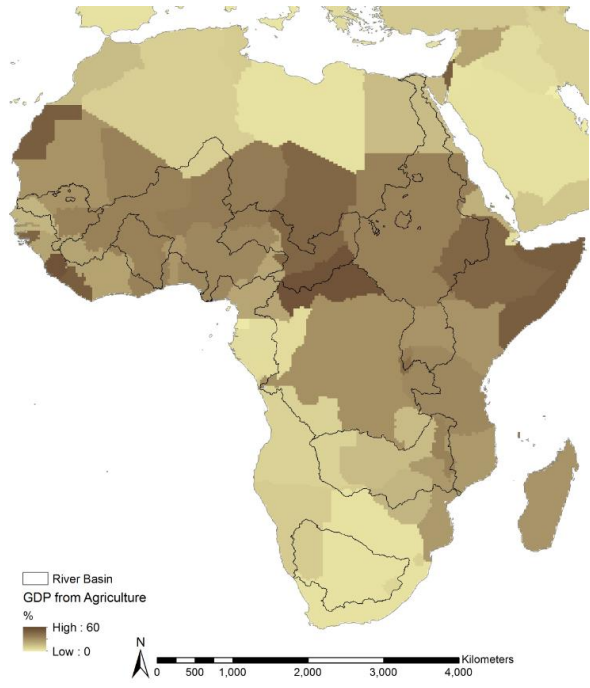 River Basin
GDP from Agriculture
%
High : 60
Low : 0
N
Kilometers
0 250 500 1,000 2,000 3,000 4,000